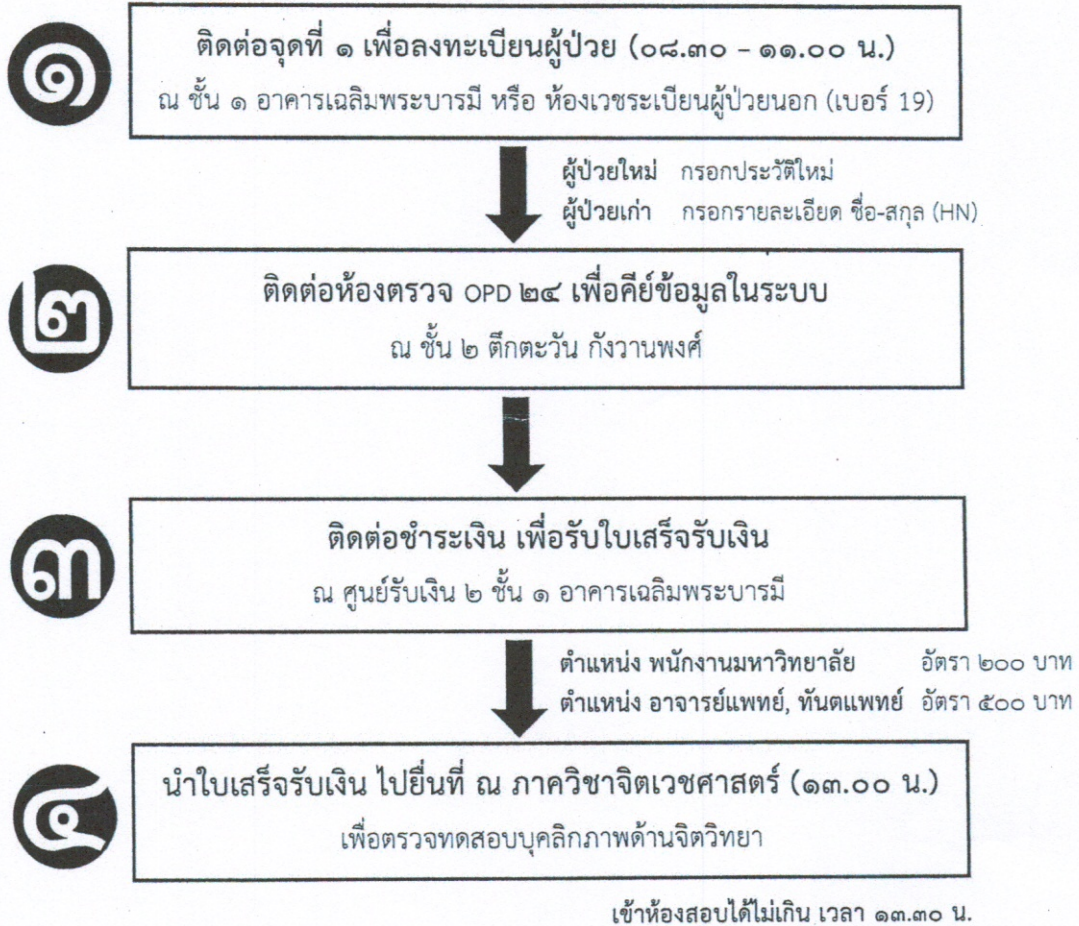 ๑
ติดต่อจุดที่ ๑ เพื่อลงทะเบียนผู้ป่วย (๐๘.๓๐ - ๑๑.๐๐ น.)
ณ ชั้น ๑ อาคารเฉลิมพระบารมี หรือ ห้องเวชระเบียนผู้ป่วยนอก (เบอร์ 19)
ผู้ป่วยใหม่ กรอกประวัติใหม่
ผู้ป่วยเก่า กรอกรายละเอียด ชื่อ-สกุล (HN)
๒
ติดต่อห้องตรวจ OPD ๒๔ เพื่อคีย์ข้อมูลในระบบ
ณ ชั้น ๒ ตึกตะวัน กังวานพงศ์
๓
ติดต่อชำระเงิน เพื่อรับใบเสร็จรับเงิน
ณ ศูนย์รับเงิน ๒ ชั้น ๑ อาคารเฉลิมพระบารมี
ตำแหน่ง พนักงานมหาวิทยาลัย อัตรา ๒๐๐ บาท
ตำแหน่ง อาจารย์แพทย์, ทันตแพทย์ อัตรา ๕๐๐ บาท
๔
นำใบเสร็จรับเงิน ไปยื่นที่ ณ ภาควิชาจิตเวชศาสตร์ (๑๓.๐๐ น.)
เพื่อตรวจทดสอบบุคลิกภาพด้านจิตวิทยา
เข้าห้องสอบได้ไม่เกิน เวลา ๑๓.๓๐ น.